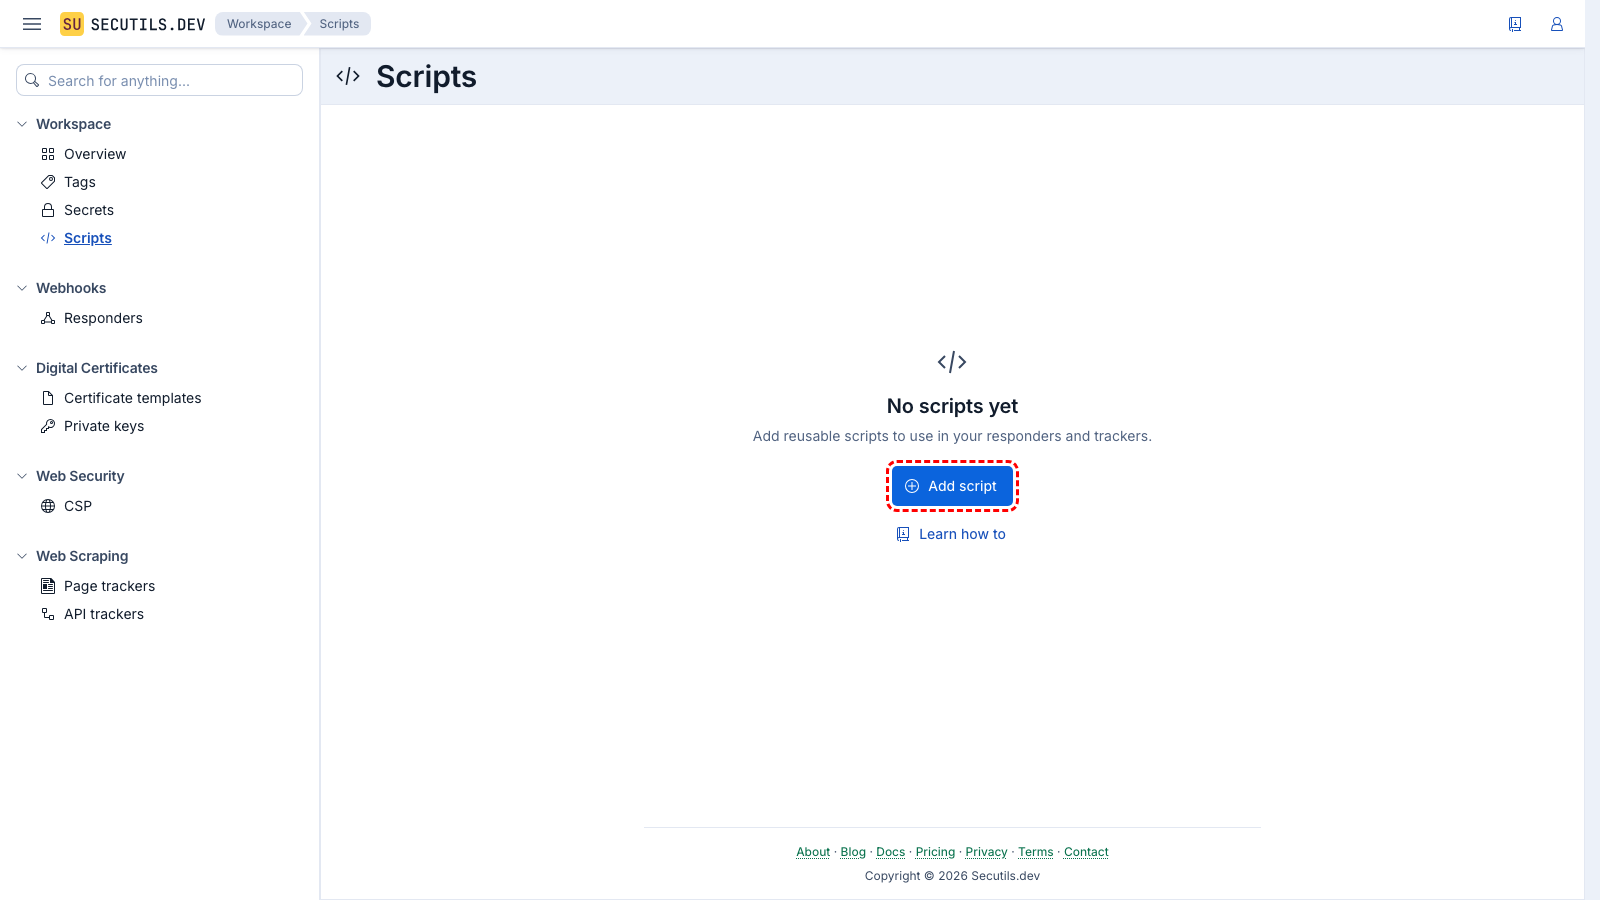 SU SECUTILS.DEV Workspace Scripts
Search for anything...
Scripts
Workspace
Overview
Tags
Secrets
Scripts
Webhooks
Responders
Digital Certificates
Certificate templates
Private keys
Web Security
CSP
Web Scraping
Page trackers
API trackers
No scripts yet
Add reusable scripts to use in your responders and trackers.
Add script
Learn how to
About · Blog · Docs · Pricing · Privacy · Terms · Contact
Copyright © 2026 Secutils.dev